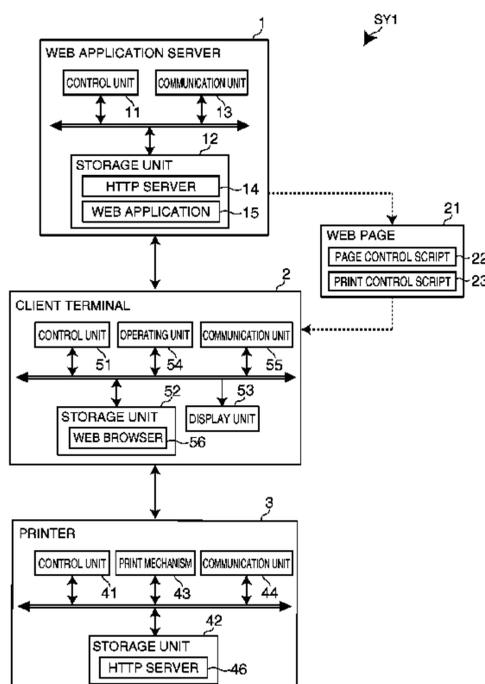 SY1
1
WEB APPLICATION SERVER
CONTROL UNIT
COMMUNICATION UNIT
11
13
12
STORAGE UNIT
HTTP SERVER
14
WEB APPLICATION
15
21
WEB PAGE
PAGE CONTROL SCRIPT
22
PRINT CONTROL SCRIPT
23
2
CLIENT TERMINAL
CONTROL UNIT
OPERATING UNIT
COMMUNICATION UNIT
51
54
55
52
53
STORAGE UNIT
DISPLAY UNIT
WEB BROWSER
56
3
PRINTER
CONTROL UNIT
PRINT MECHANISM
COMMUNICATION UNIT
41
43
44
42
STORAGE UNIT
HTTP SERVER
46